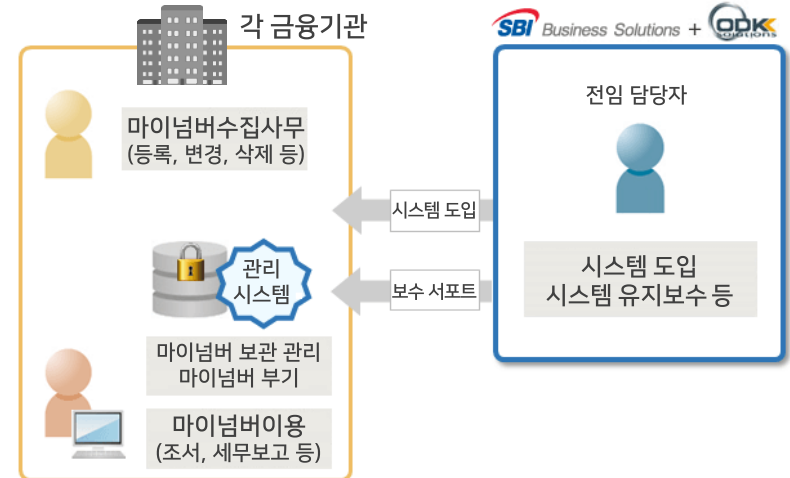 각 금융기관
마이넘버수집사무
(등록, 변경, 삭제 등)
관리
시스템
마이넘버 보관 관리
마이넘버 부기
마이넘버이용
(조서, 세무보고 등)
시스템 도입
보수 서포트
SBI Business Solutions + ODK Solutions
전임 담당자
시스템 도입
시스템 유지보수 등